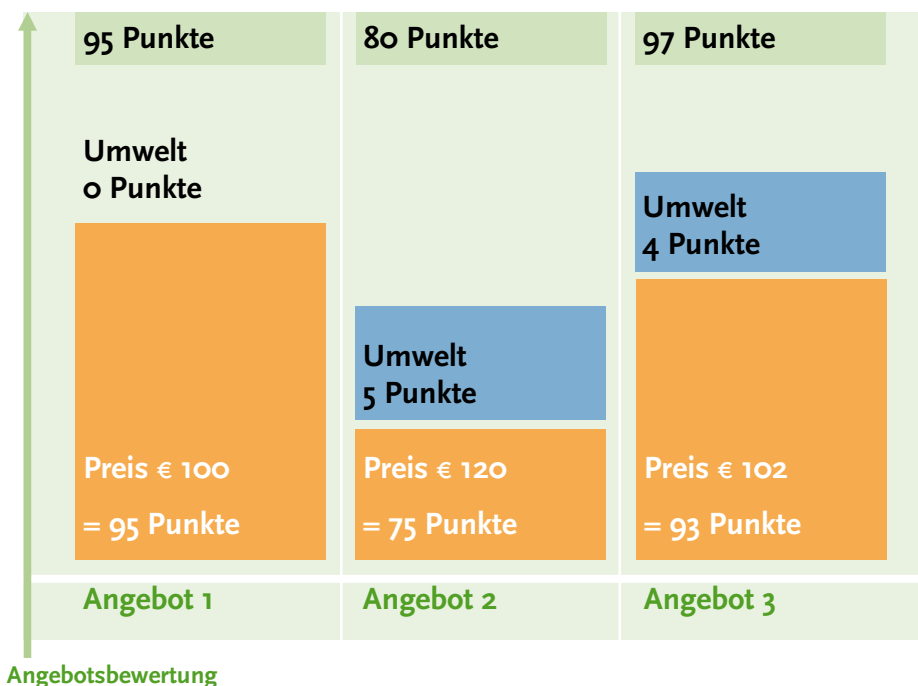 95 Punkte
Umwelt
0 Punkte
Preis € 100
= 95 Punkte
Angebot 1
80 Punkte
Umwelt
5 Punkte
Preis € 120
= 75 Punkte
Angebot 2
97 Punkte
Umwelt
4 Punkte
Preis € 102
= 93 Punkte
Angebot 3
Angebotsbewertung